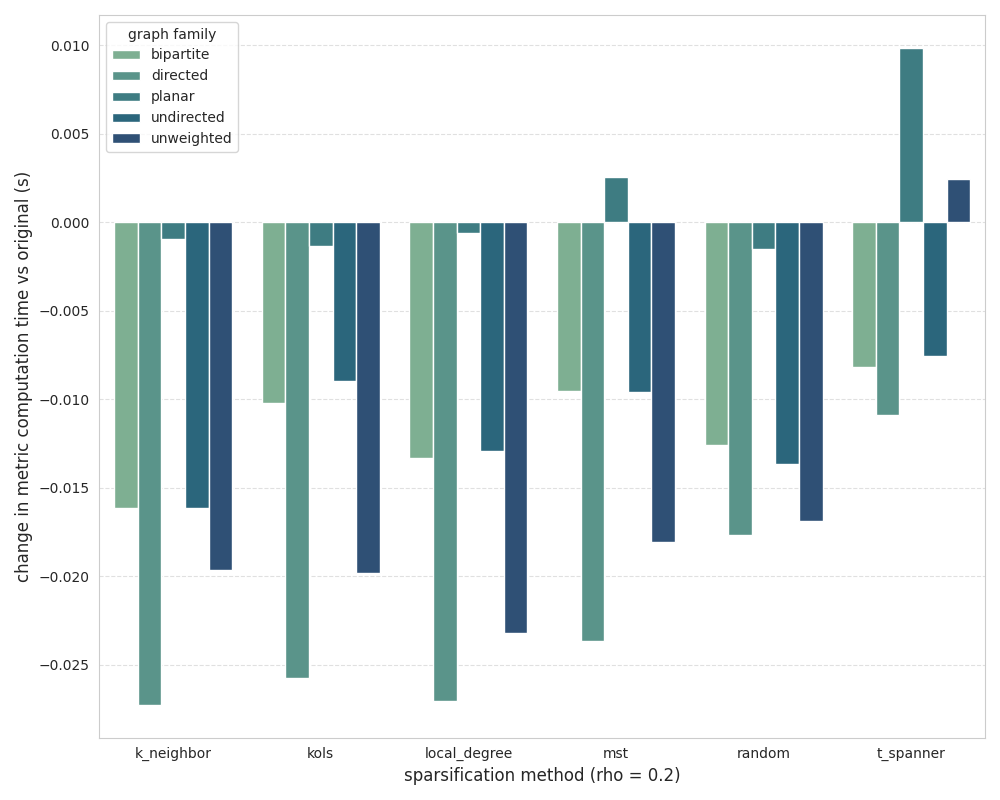 graph family
bipartite
directed
planar
undirected
unweighted
change in metric computation time vs original (s)
0.010
0.005
0.000
−0.005
−0.010
−0.015
−0.020
−0.025
k_neighbor
kols
local_degree
mst
random
t_spanner
sparsification method (rho = 0.2)